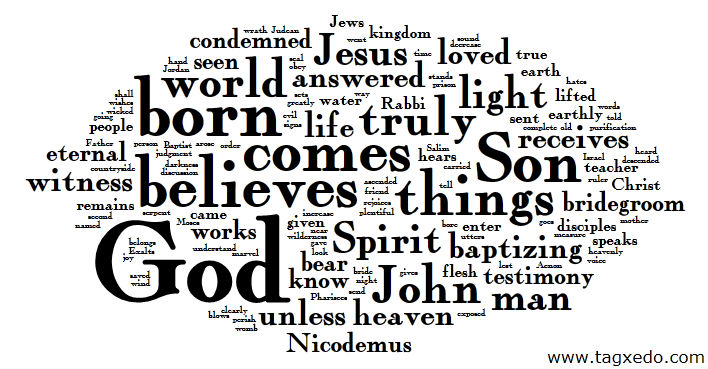 Jews
wrath Judean
went kingdom
sound
decrease
condemned Jesus loved true
hand seen seal
obey
time
earth
Jordan world answered stands
prison
light hates
lifted
shall
wishes
wicked
going
born sets
greatly water way
Rabbi
words
earthly told
people evil
signs life truly sent complete old purification
Father person Baptist arose order Salim receives
eternal judgment comes hears Son Israel heard
descended
darkness
discussion
carried teacher
countryside witness believes ascended
friend
rejoices
plentiful
tell things ruler Christ
remains serpent Moses came increase bridegroom
second
named
works given near
wilderness
gave
look
Spirit bore enter goes disciples mother
God belongs
Exalts
joy
understand
marvel
utters
baptizing measure
speaks
heavenly
voice
saved
wind
bear bride
night
gives flesh lest Aenon
know Pharisees send John testimony
man
clearly
blows perish
womb
unless heaven exposed
Nicodemus
www.tagxedo.com